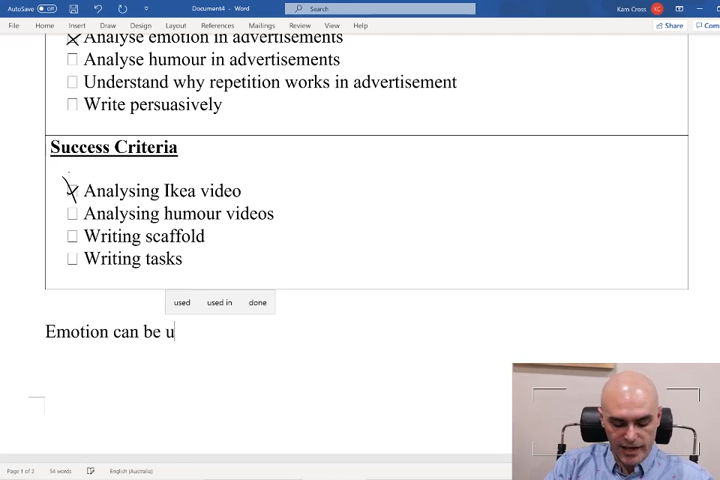 AutoSave Off
Document4 - Word
Search
Kam Cross
KC
File Home Insert Draw Design Layout References Mailings Review View Help
Share
Com
Analyse emotion in advertisements
Analyse humour in advertisements
Understand why repetition works in advertisement
Write persuasively
Success Criteria
Analysing Ikea video
Analysing humour videos
Writing scaffold
Writing tasks
used used in done
Emotion can be u
Page 1 of 2 54 words English (Australia)